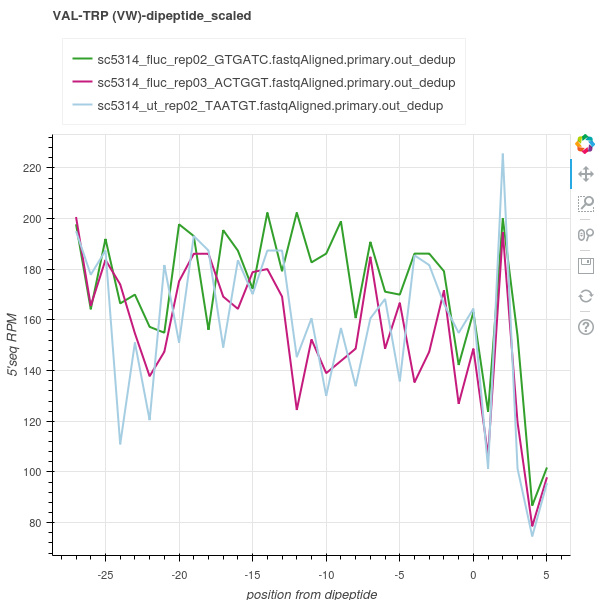 VAL-TRP (VW)-dipeptide_scaled
sc5314_fluc_rep02_GTGATC.fastqAligned.primary.out_dedup
sc5314_fluc_rep03_ACTGGT.fastqAligned.primary.out_dedup
sc5314_ut_rep02_TAATGT.fastqAligned.primary.out_dedup
220
200
180
160
140
120
100
80
5'seq RPM
-25 -20 -15 -10 -5 0 5
position from dipeptide